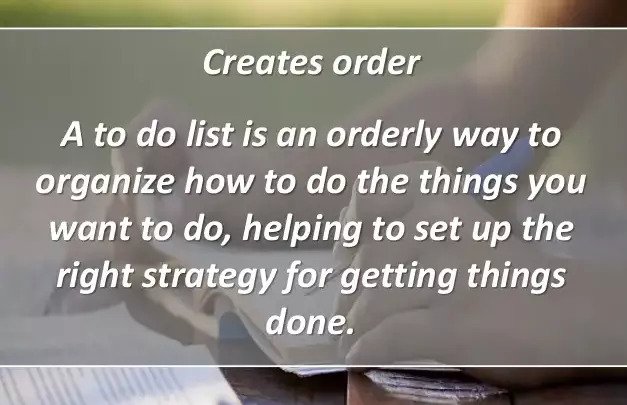 Creates order
A to do list is an orderly way to
organize how to do the things you
want to do, helping to set up the
right strategy for getting things
done.